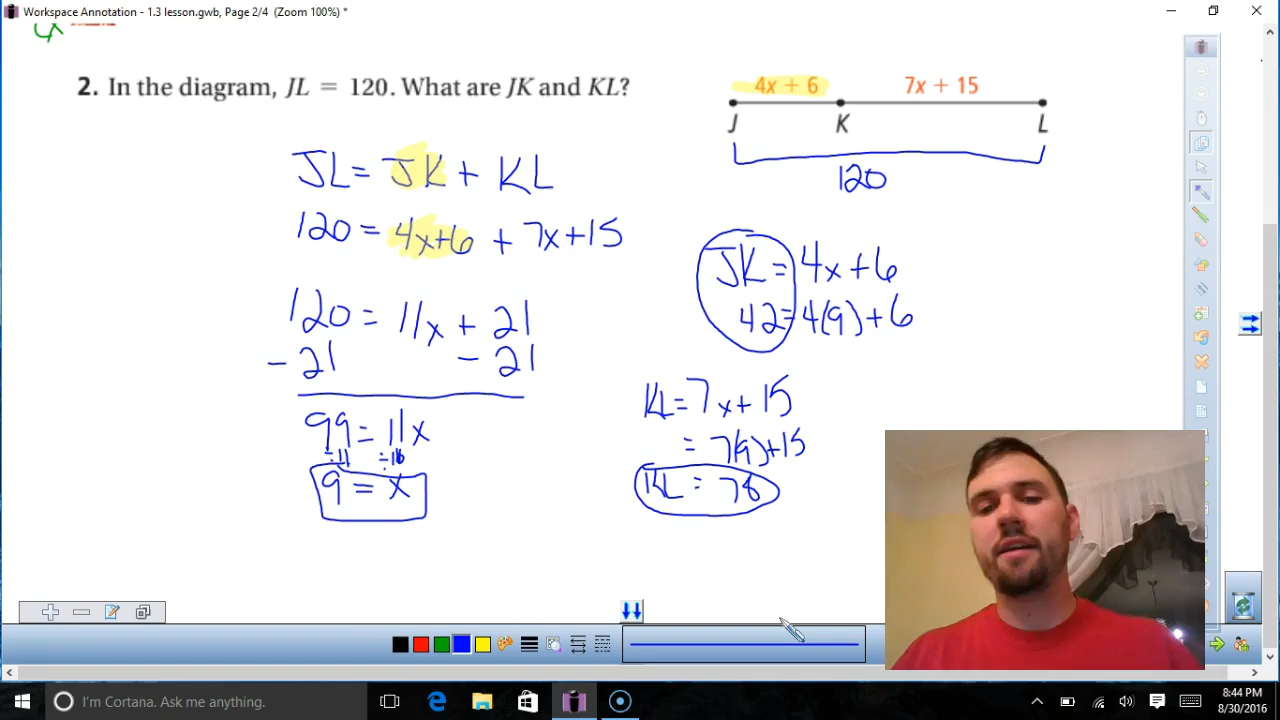 Workspace Annotation - 1.3 lesson.gwb, Page 2/4 (Zoom 100%) *
2. In the diagram, JL = 120. What are JK and KL?
4x + 6
7x + 15
J K L
120
JL = JK + KL
120 = 4x+6 + 7x+15
120 = 11x + 21
- 21 - 21
99 = 11x
÷11 ÷11
9 = x
JK = 4x + 6
42 = 4(9) + 6
KL = 7x + 15
= 7(9)+15
KL = 78
I'm Cortana. Ask me anything.
8:44 PM
8/30/2016